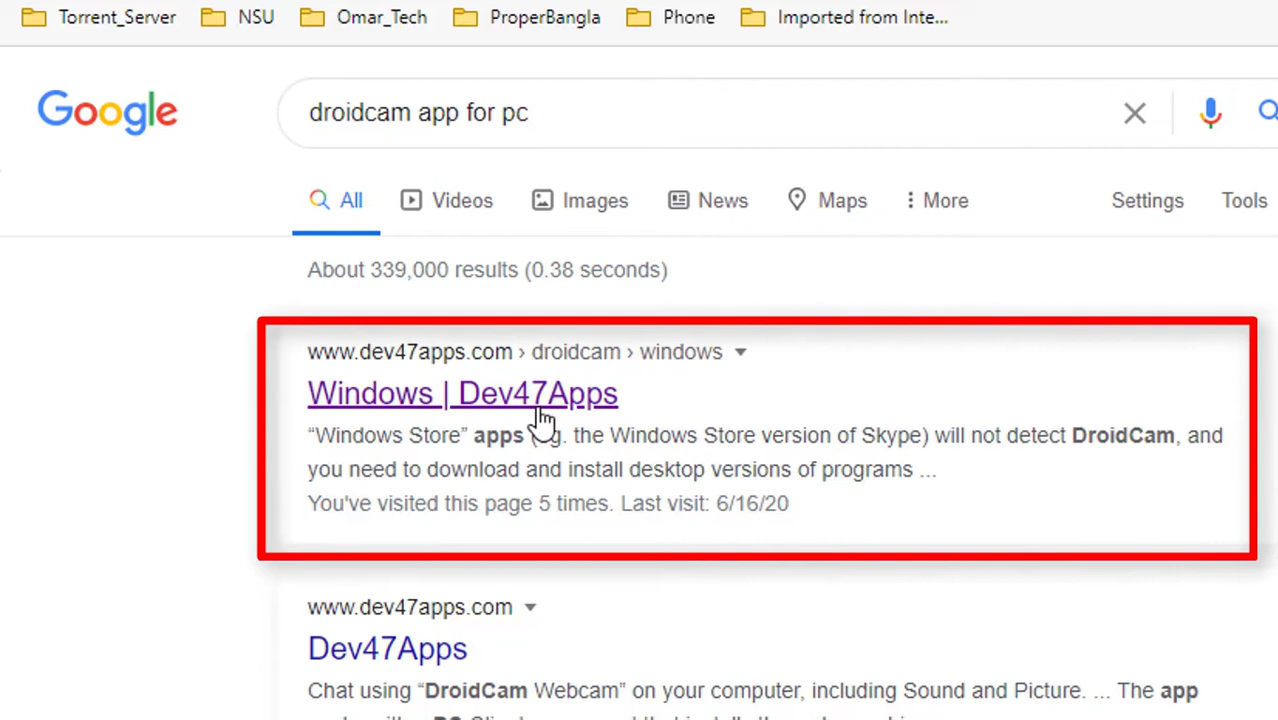 Torrent_Server NSU Omar_Tech ProperBangla Phone Imported from Inte...
Google droidcam app for pc
All Videos Images News Maps More Settings Tools
About 339,000 results (0.38 seconds)
www.dev47apps.com › droidcam › windows
Windows | Dev47Apps
“Windows Store” apps g. the Windows Store version of Skype) will not detect DroidCam, and
you need to download and install desktop versions of programs ...
You've visited this page 5 times. Last visit: 6/16/20
www.dev47apps.com
Dev47Apps
Chat using “DroidCam Webcam” on your computer, including Sound and Picture. ... The app